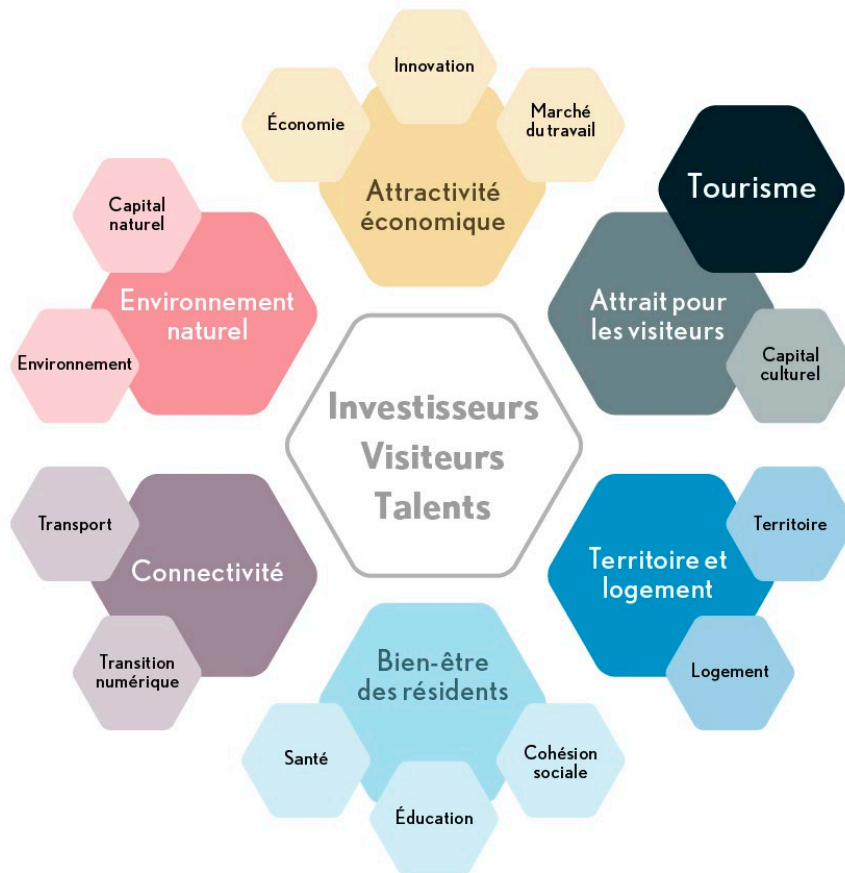 Innovation
Économie
Marché
du travail
Attractivité
économique
Tourisme
Attrait pour
les visiteurs
Capital
culturel
Capital
naturel
Environnement
naturel
Environnement
Investisseurs
Visiteurs
Talents
Transport
Connectivité
Transition
numérique
Territoire
Territoire et
logement
Logement
Bien-être
des résidents
Santé
Éducation
Cohésion
sociale